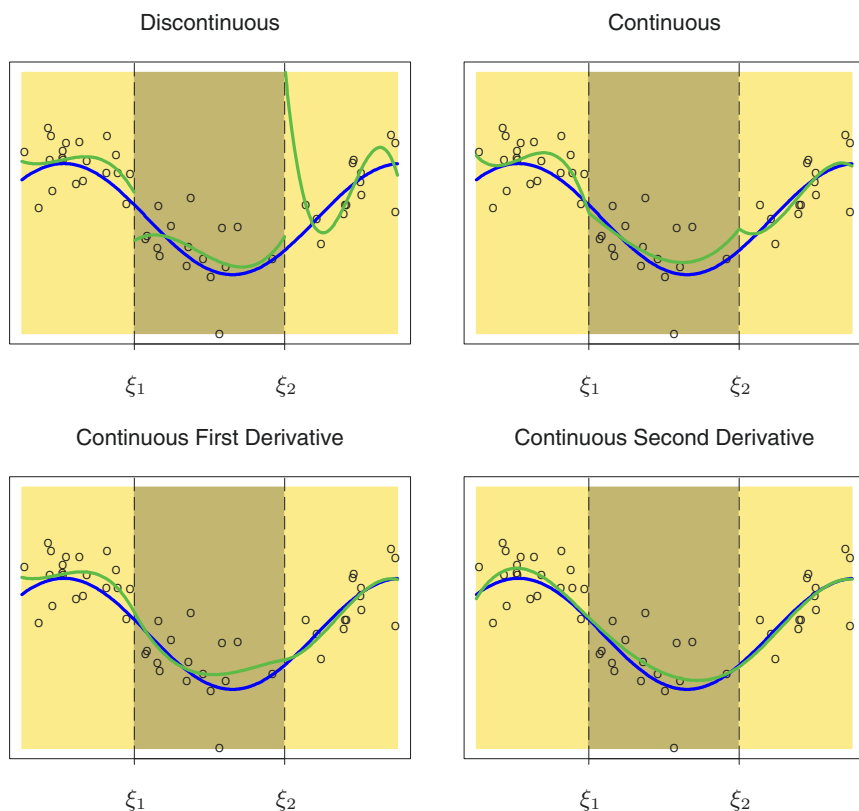 Discontinuous
Continuous
ξ1
ξ2
ξ1
ξ2
Continuous First Derivative
Continuous Second Derivative
ξ1
ξ2
ξ1
ξ2